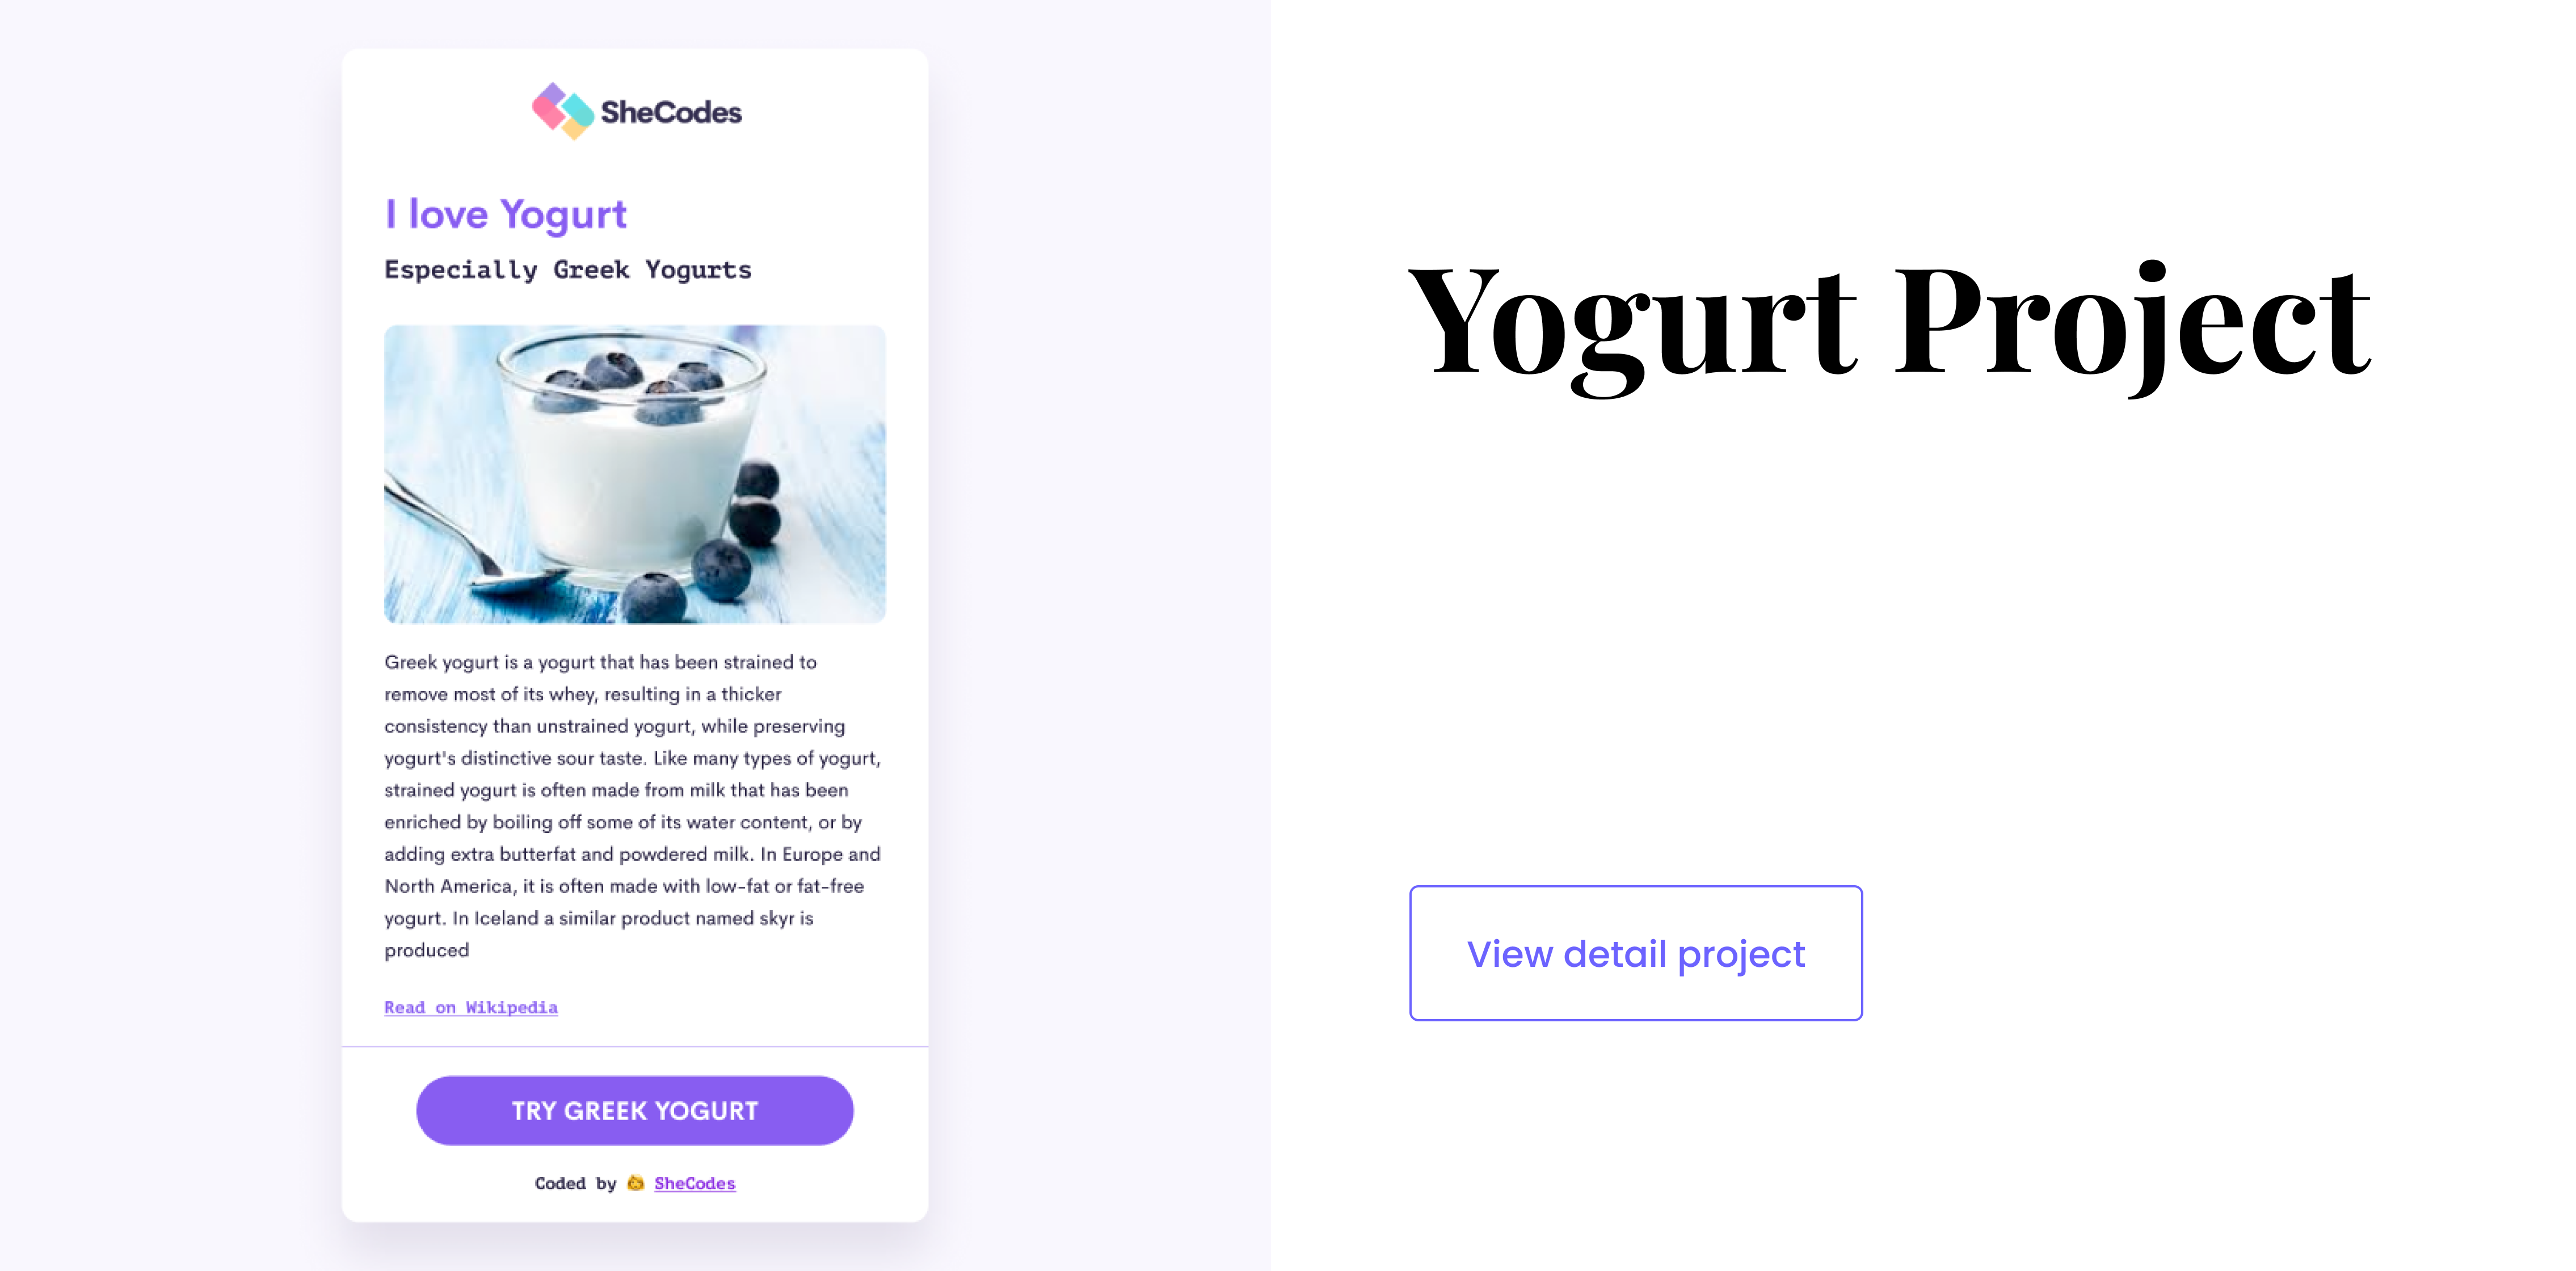 SheCodes
I love Yogurt
Especially Greek Yogurts
Greek yogurt is a yogurt that has been strained to
remove most of its whey, resulting in a thicker
consistency than unstrained yogurt, while preserving
yogurt's distinctive sour taste. Like many types of yogurt,
strained yogurt is often made from milk that has been
enriched by boiling off some of its water content, or by
adding extra butterfat and powdered milk. In Europe and
North America, it is often made with low-fat or fat-free
yogurt. In Iceland a similar product named skyr is
produced
Read on Wikipedia
TRY GREEK YOGURT
Coded by 👩 SheCodes
Yogurt Project
View detail project